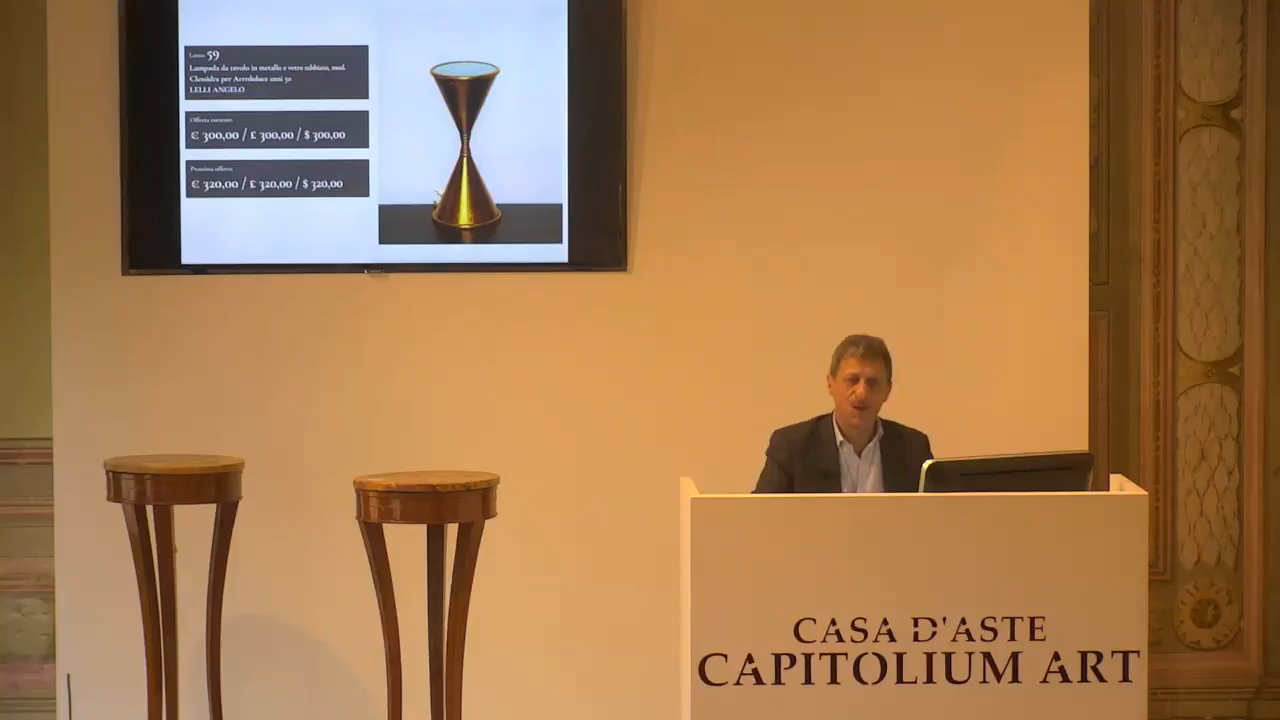 Lotto: 59
Lampada da tavolo in metallo e vetro sabbiato, mod.
Clessidra per Arredoluce anni 50
LELLI ANGELO
Offerta corrente
€ 300,00 / £ 300,00 / $ 300,00
Prossima offerta
€ 320,00 / £ 320,00 / $ 320,00
CASA D'ASTE
CAPITOLIUM ART